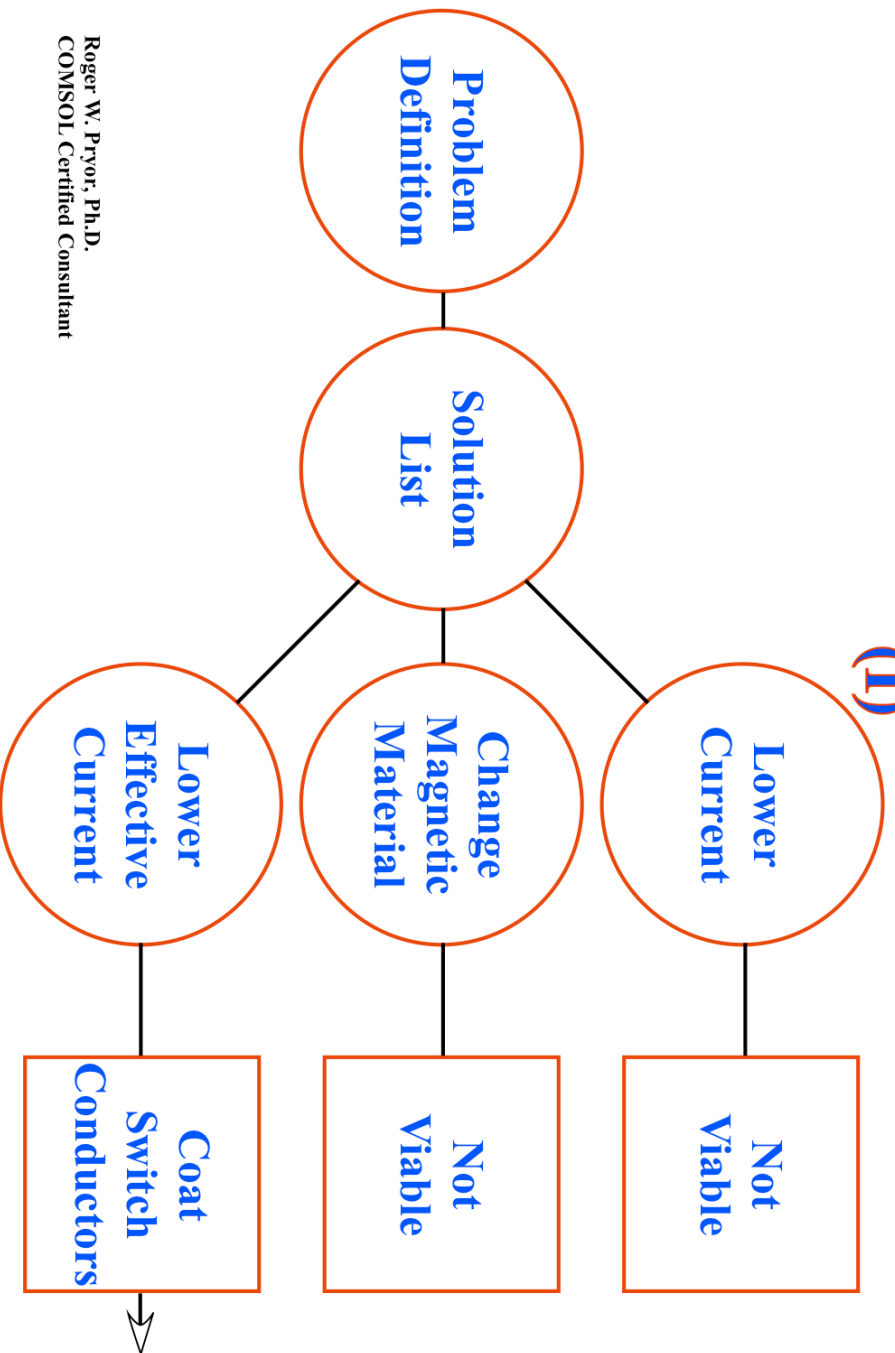 (1)
Problem
Definition
Solution
List
Lower
Current
Not
Viable
Change
Magnetic
Material
Not
Viable
Lower
Effective
Current
Coat
Switch
Conductors
Roger W. Pryor, Ph.D.
COMSOL Certified Consultant